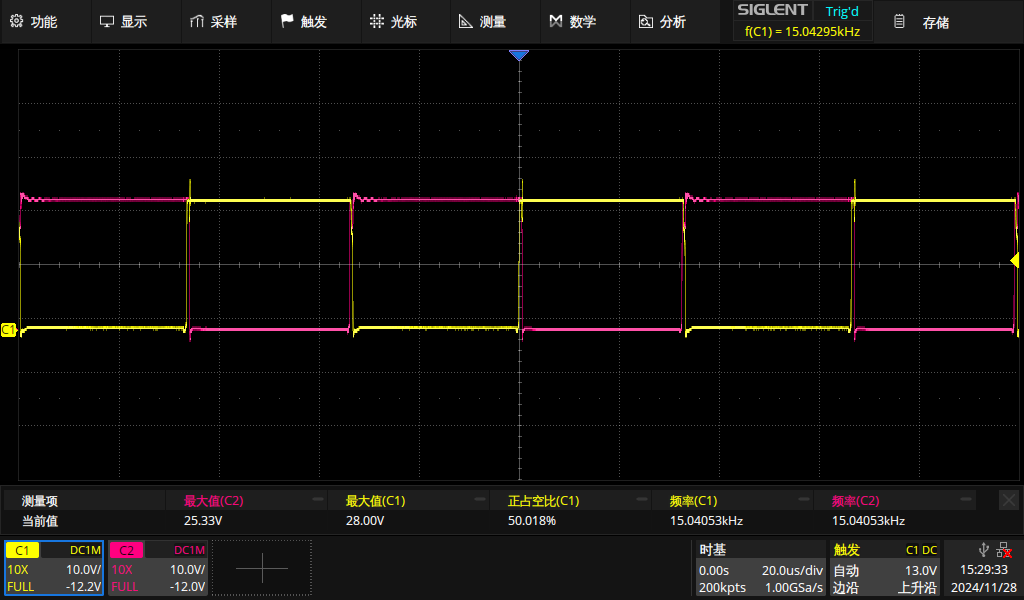 功能 显示 采样 触发 光标 测量 数学 分析 SIGLENT Trig'd 存储
f(C1) = 15.04295kHz
C1
测量项 最大值(C2) 最大值(C1) 正占空比(C1) 频率(C1) 频率(C2)
当前值 25.33V 28.00V 50.018% 15.04053kHz 15.04053kHz
C1 DC1M C2 DC1M 时基 触发 C1 DC
10X 10.0V/ 10X 10.0V/ 0.00s 20.0us/div 自动 13.0V 15:29:33
FULL -12.2V FULL -12.0V 200kpts 1.00GSa/s 边沿 上升沿 2024/11/28